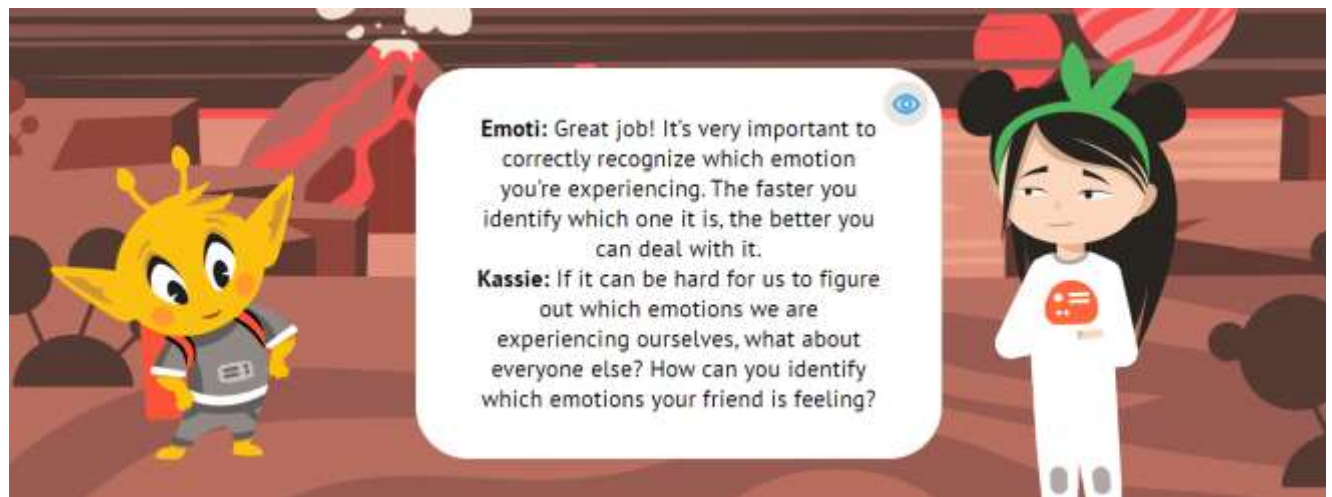 Emoti: Great job! It's very important to
correctly recognize which emotion
you're experiencing. The faster you
identify which one it is, the better you
can deal with it.
Kassie: If it can be hard for us to figure
out which emotions we are
experiencing ourselves, what about
everyone else? How can you identify
which emotions your friend is feeling?